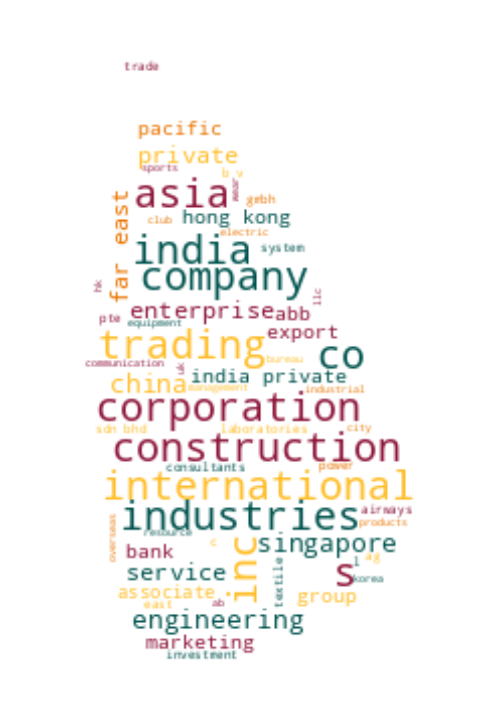 trade
pacific
private
sports
b v
asia
wear
gmbh
far east
club
hong kong
electric
india
system
company
hk
llc
enterprise
abb
pte
equipment
export
trading
co
communication
uk
bureau
india private
china
management
industrial
corporation
sdn bhd
laboratories
city
construction
consultants
power
international
industries
airways
products
overseas
resource
c
inc
singapore
bank
l
ag
service
s
korea
textile
associate
group
east
ab
engineering
marketing
investment